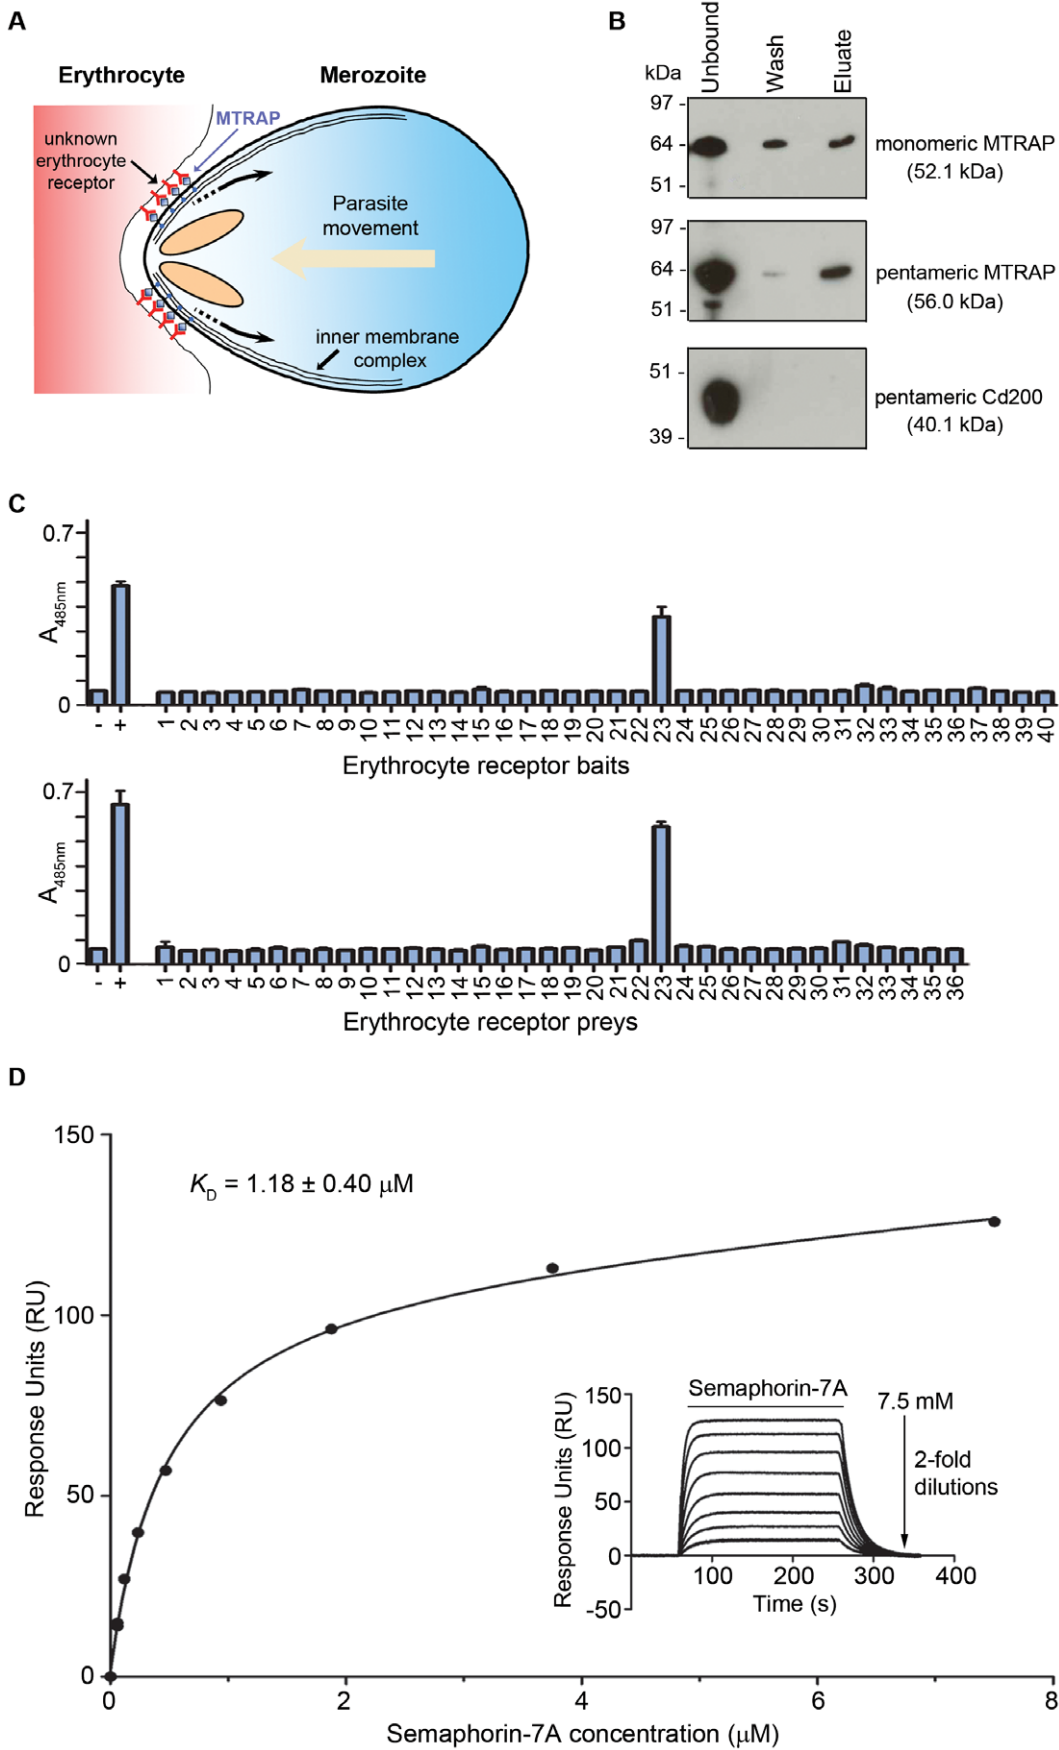 A
Erythrocyte
Merozoite
MTRAP
unknown
erythrocyte
receptor
Parasite
movement
inner membrane
complex
B
kDa
Unbound
Wash
Eluate
97
64
51
monomeric MTRAP
(52.1 kDa)
97
64
51
pentameric MTRAP
(56.0 kDa)
51
39
pentameric Cd200
(40.1 kDa)
C
0.7
A485nm
0
- + 1 2 3 4 5 6 7 8 9 10 11 12 13 14 15 16 17 18 19 20 21 22 23 24 25 26 27 28 29 30 31 32 33 34 35 36 37 38 39 40
Erythrocyte receptor baits
0.7
A485nm
0
- + 1 2 3 4 5 6 7 8 9 10 11 12 13 14 15 16 17 18 19 20 21 22 23 24 25 26 27 28 29 30 31 32 33 34 35 36
Erythrocyte receptor preys
D
150
100
50
0
Response Units (RU)
KD = 1.18 ± 0.40 μM
0 2 4 6 8
Semaphorin-7A concentration (μM)
Semaphorin-7A
7.5 mM
2-fold
dilutions
150
100
50
0
-50
Response Units (RU)
100 200 300 400
Time (s)